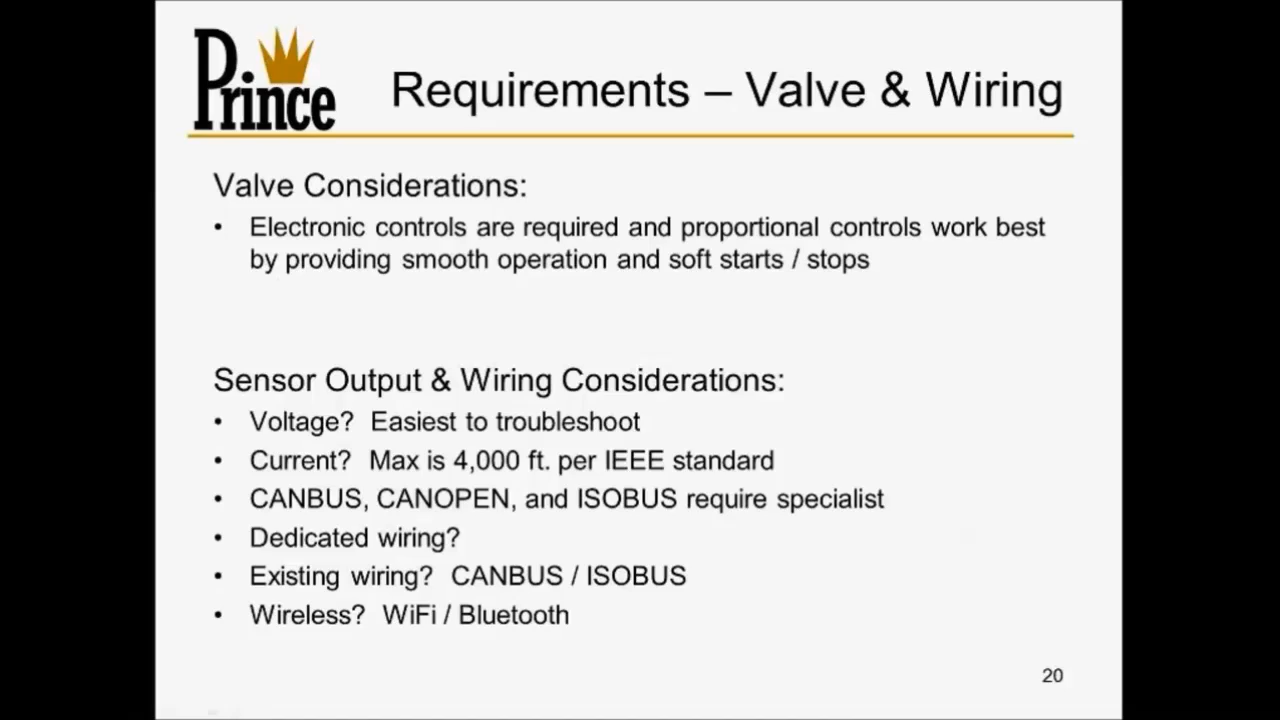 Prince
Requirements – Valve & Wiring
Valve Considerations:
• Electronic controls are required and proportional controls work best
by providing smooth operation and soft starts / stops
Sensor Output & Wiring Considerations:
• Voltage? Easiest to troubleshoot
• Current? Max is 4,000 ft. per IEEE standard
• CANBUS, CANOPEN, and ISOBUS require specialist
• Dedicated wiring?
• Existing wiring? CANBUS / ISOBUS
• Wireless? WiFi / Bluetooth
20